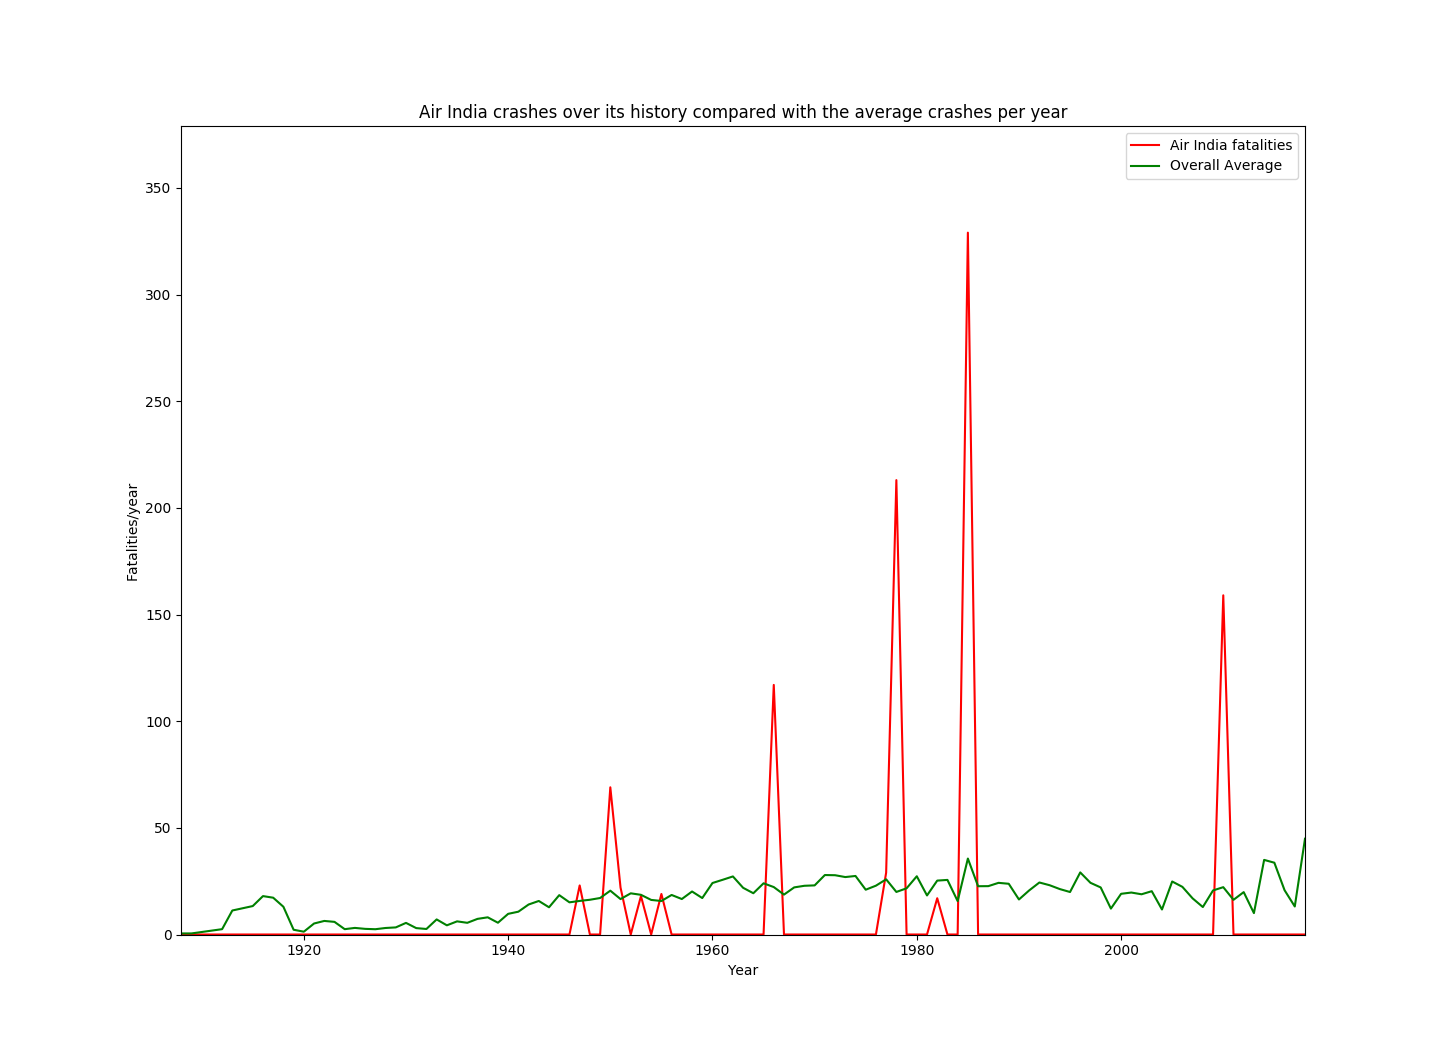 Air India crashes over its history compared with the average crashes per year
Air India fatalities
Overall Average
350
300
250
200
150
100
50
0
Fatalities/year
1920 1940 1960 1980 2000
Year